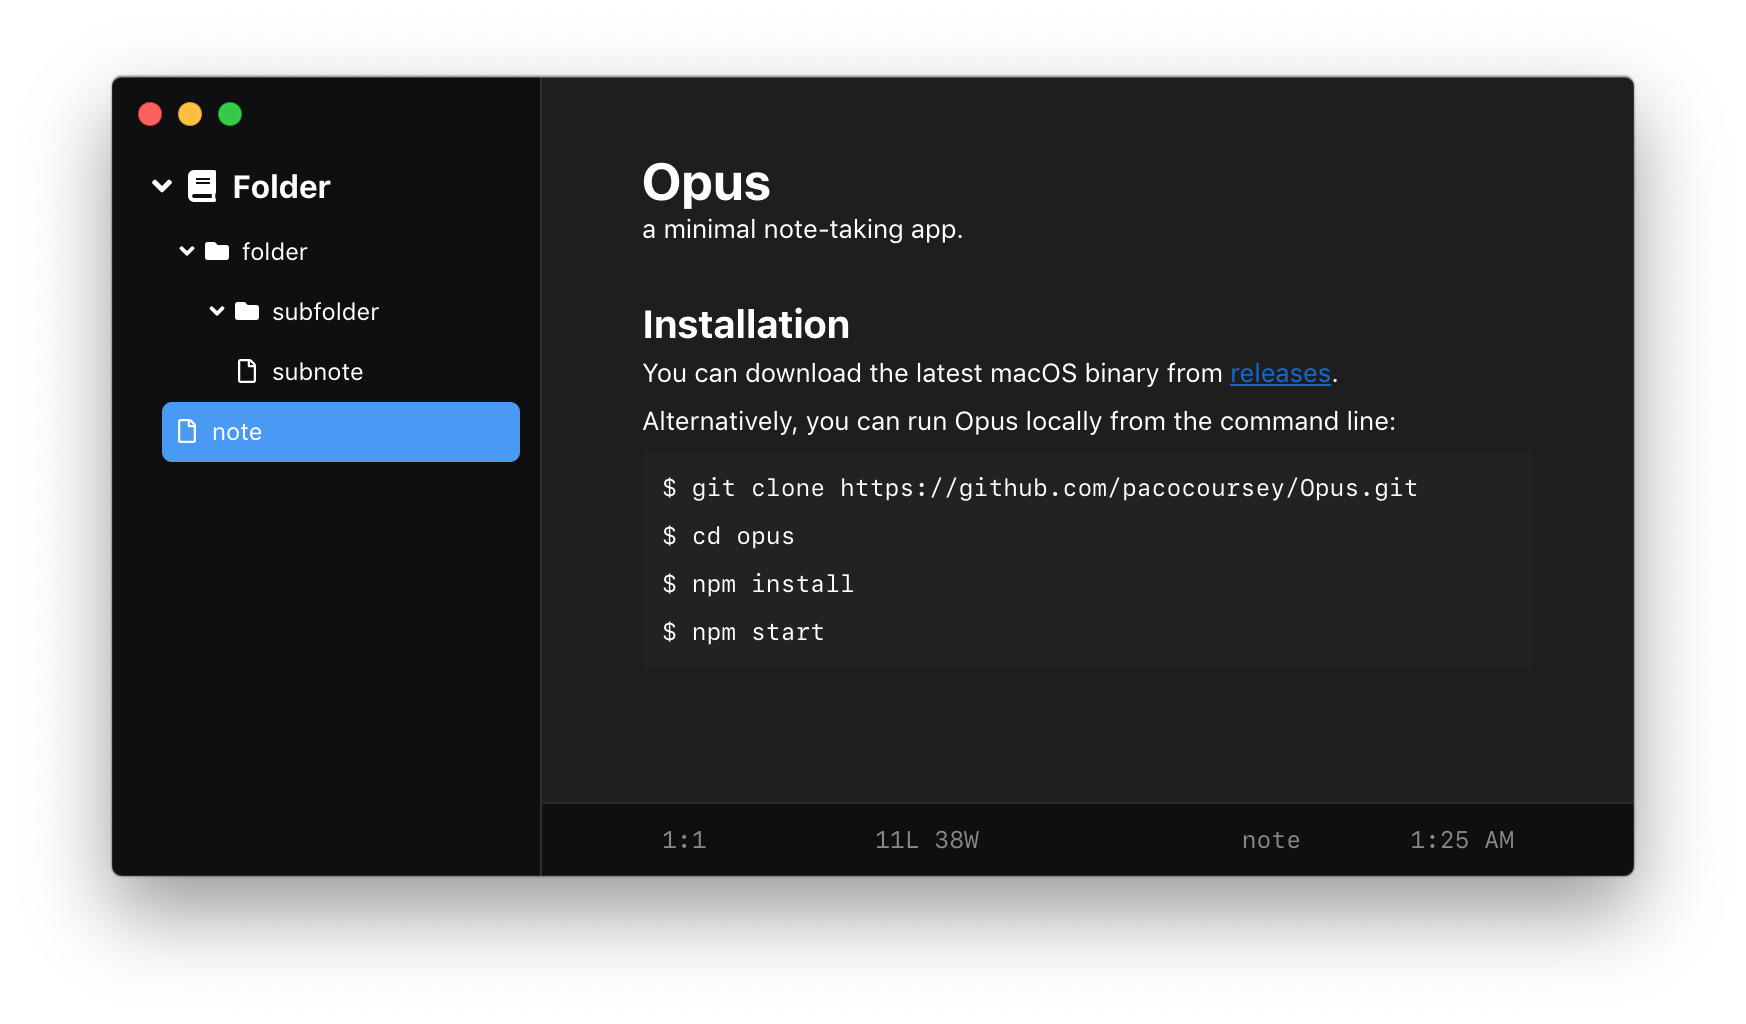 Folder
folder
subfolder
subnote
note
Opus
a minimal note-taking app.
Installation
You can download the latest macOS binary from releases.
Alternatively, you can run Opus locally from the command line:
$ git clone https://github.com/pacocoursey/Opus.git
$ cd opus
$ npm install
$ npm start
1:1 11L 38W note 1:25 AM